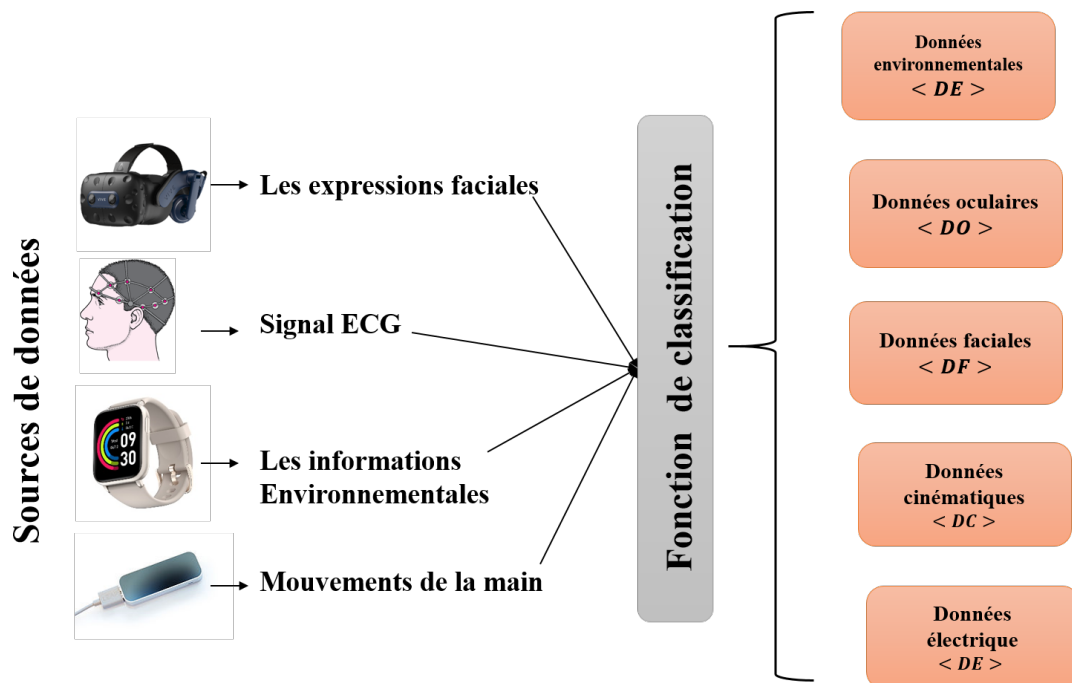 Sources de données
Les expressions faciales
Signal ECG
09
30
Les informations
Environnementales
Mouvements de la main
Fonction de classification
Données
environnementales
< DE >
Données oculaires
< DO >
Données faciales
< DF >
Données
cinématiques
< DC >
Données
électrique
< DE >